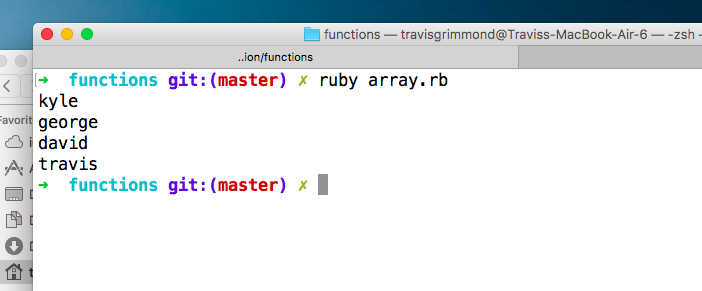 functions — travisgrimmond@Traviss-MacBook-Air-6 — -zsh
..ion/functions
Favorit
➜ functions git:(master) ✗ ruby array.rb
kyle
george
david
travis
➜ functions git:(master) ✗